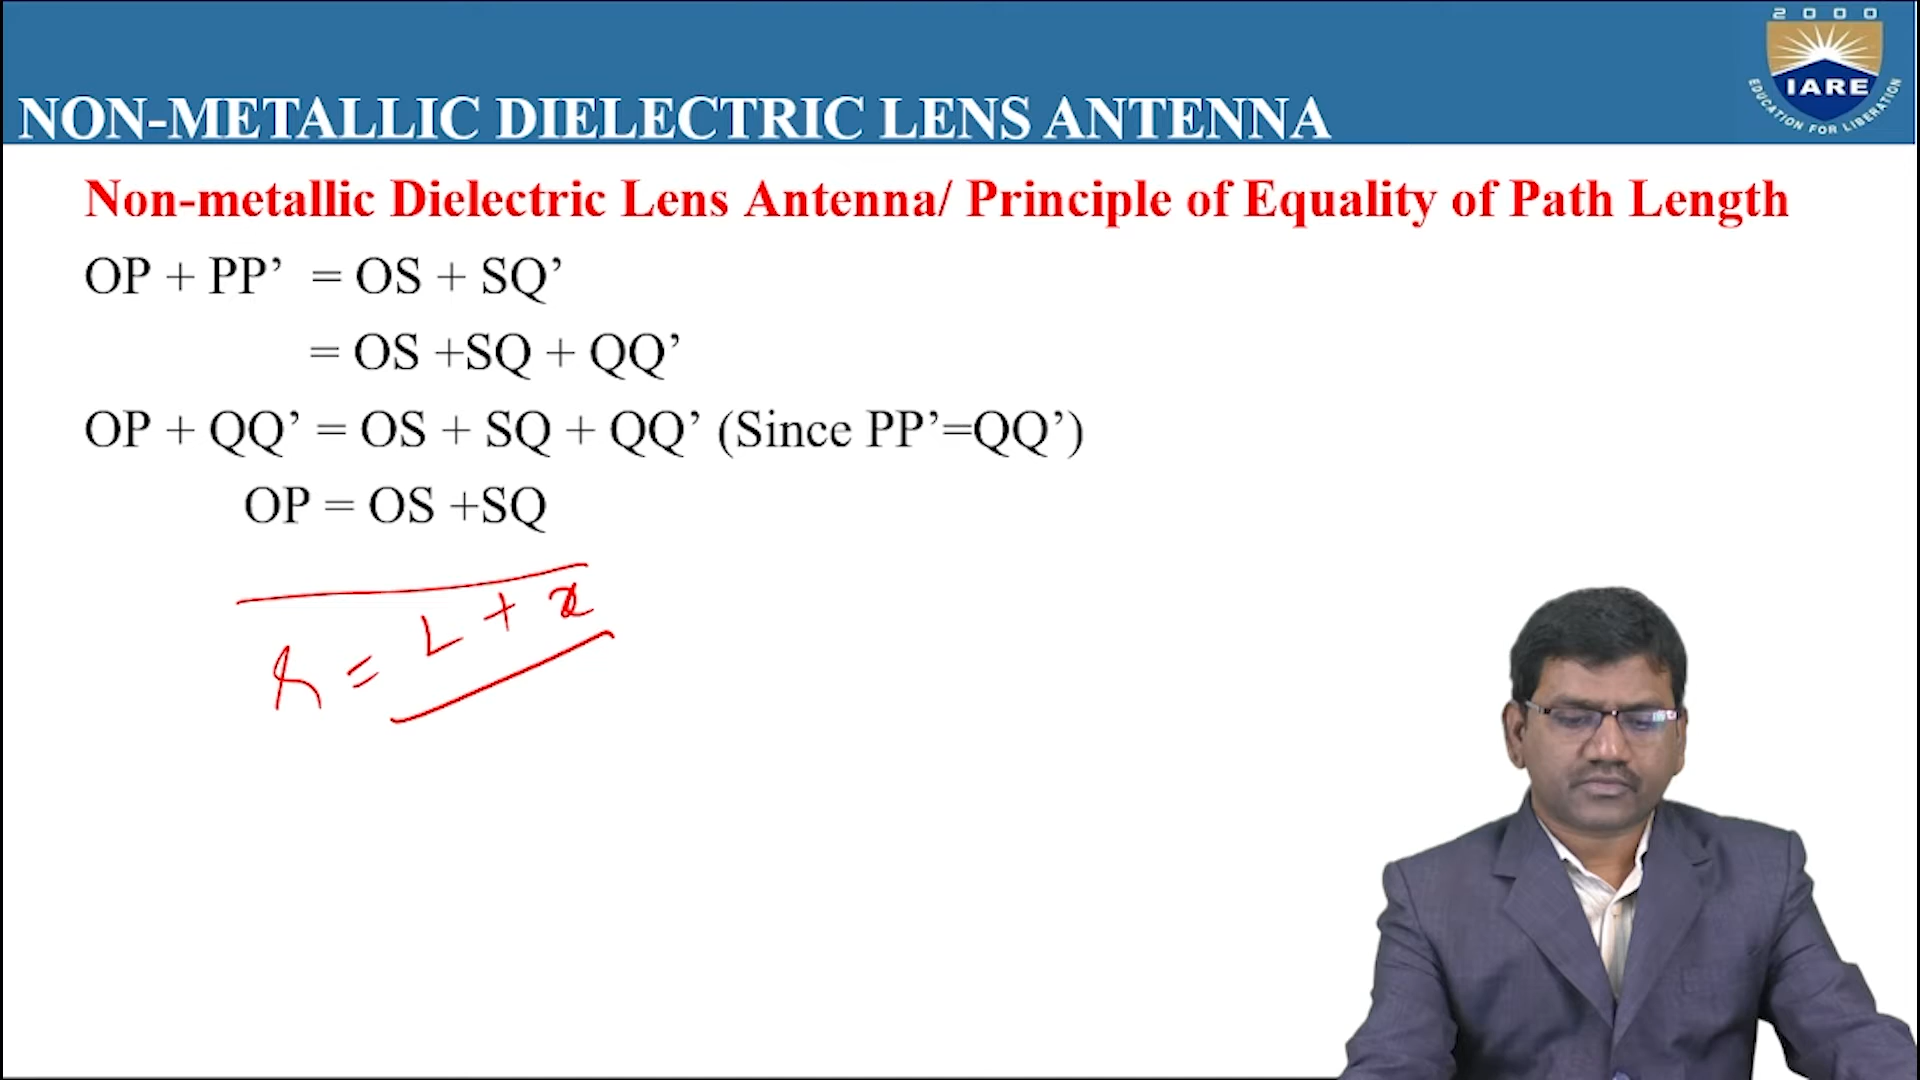 2000
IARE
EDUCATION FOR LIBERATION
NON-METALLIC DIELECTRIC LENS ANTENNA
Non-metallic Dielectric Lens Antenna/ Principle of Equality of Path Length
OP + PP’ = OS + SQ’
= OS +SQ + QQ’
OP + QQ’ = OS + SQ + QQ’ (Since PP’=QQ’)
OP = OS +SQ
r = L + x